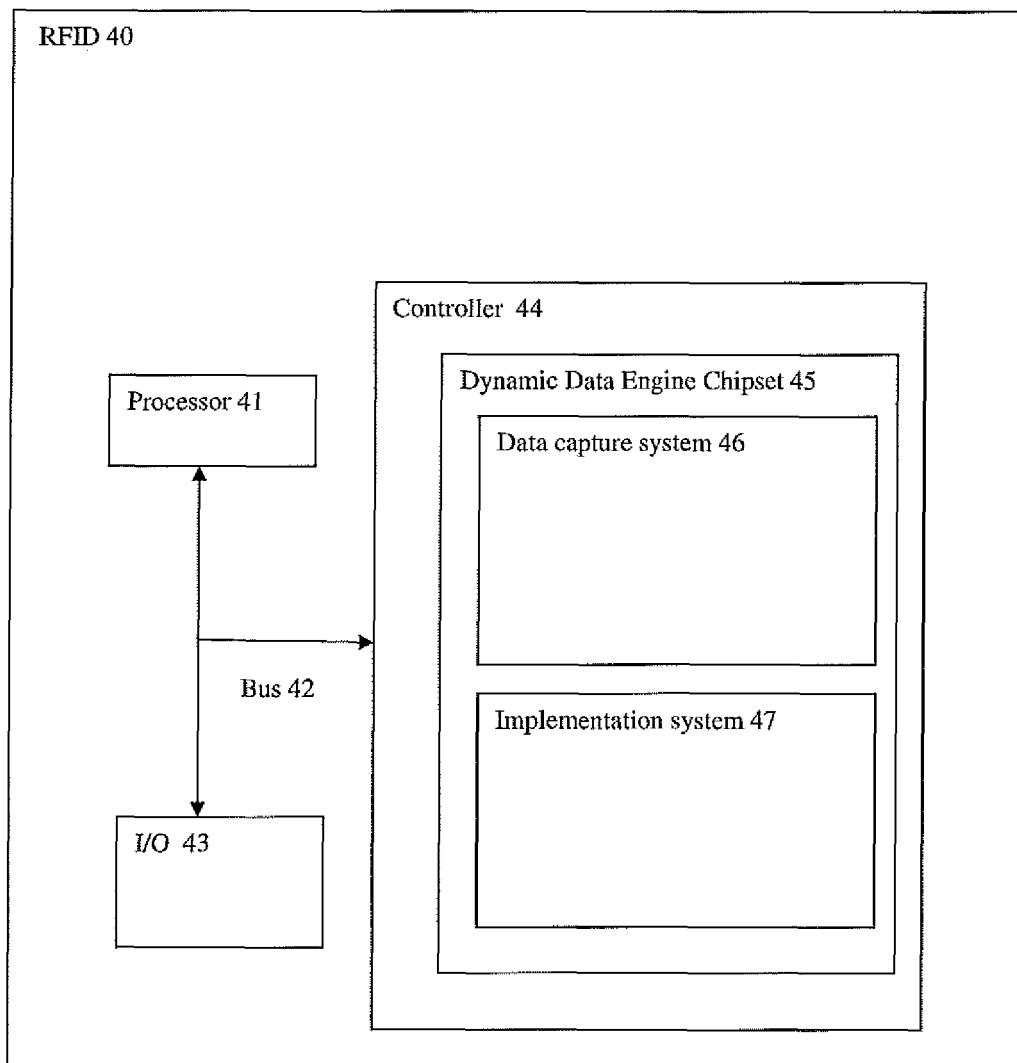 RFID 40
Controller 44
Dynamic Data Engine Chipset 45
Processor 41
Data capture system 46
Bus 42
Implementation system 47
I/O 43